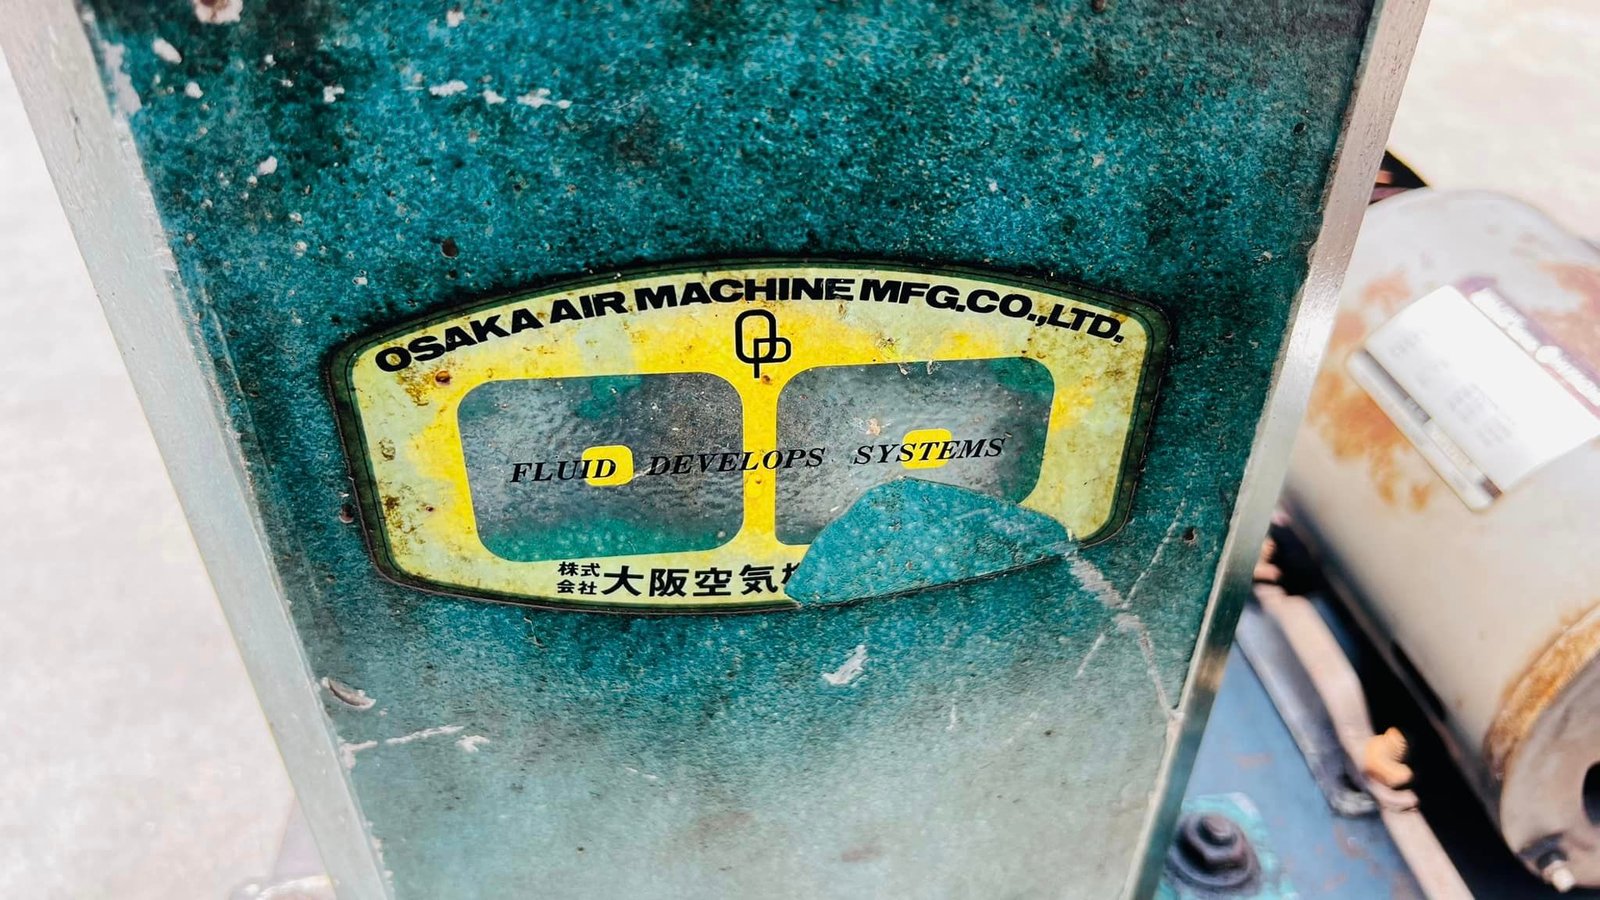 OSAKA AIR MACHINE MFG.CO.,LTD.
FLUID DEVELOPS SYSTEMS
株式
会社
大阪空気